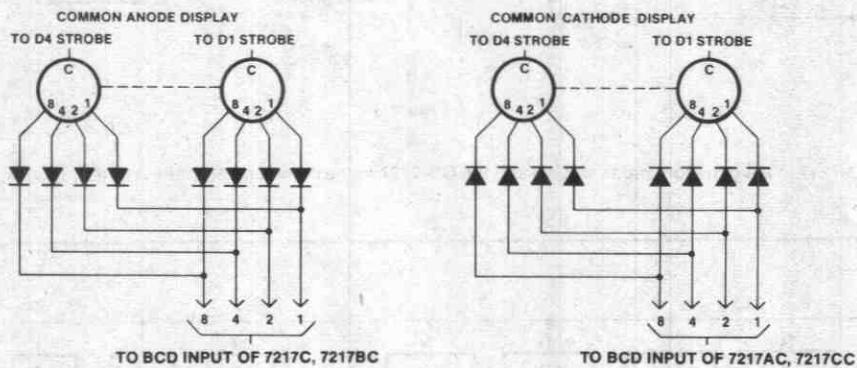 COMMON ANODE DISPLAY
TO D4 STROBE TO D1 STROBE
C C
8 4 2 1 8 4 2 1
8 4 2 1
TO BCD INPUT OF 7217C, 7217BC
COMMON CATHODE DISPLAY
TO D4 STROBE TO D1 STROBE
C C
8 4 2 1 8 4 2 1
8 4 2 1
TO BCD INPUT OF 7217AC, 7217CC